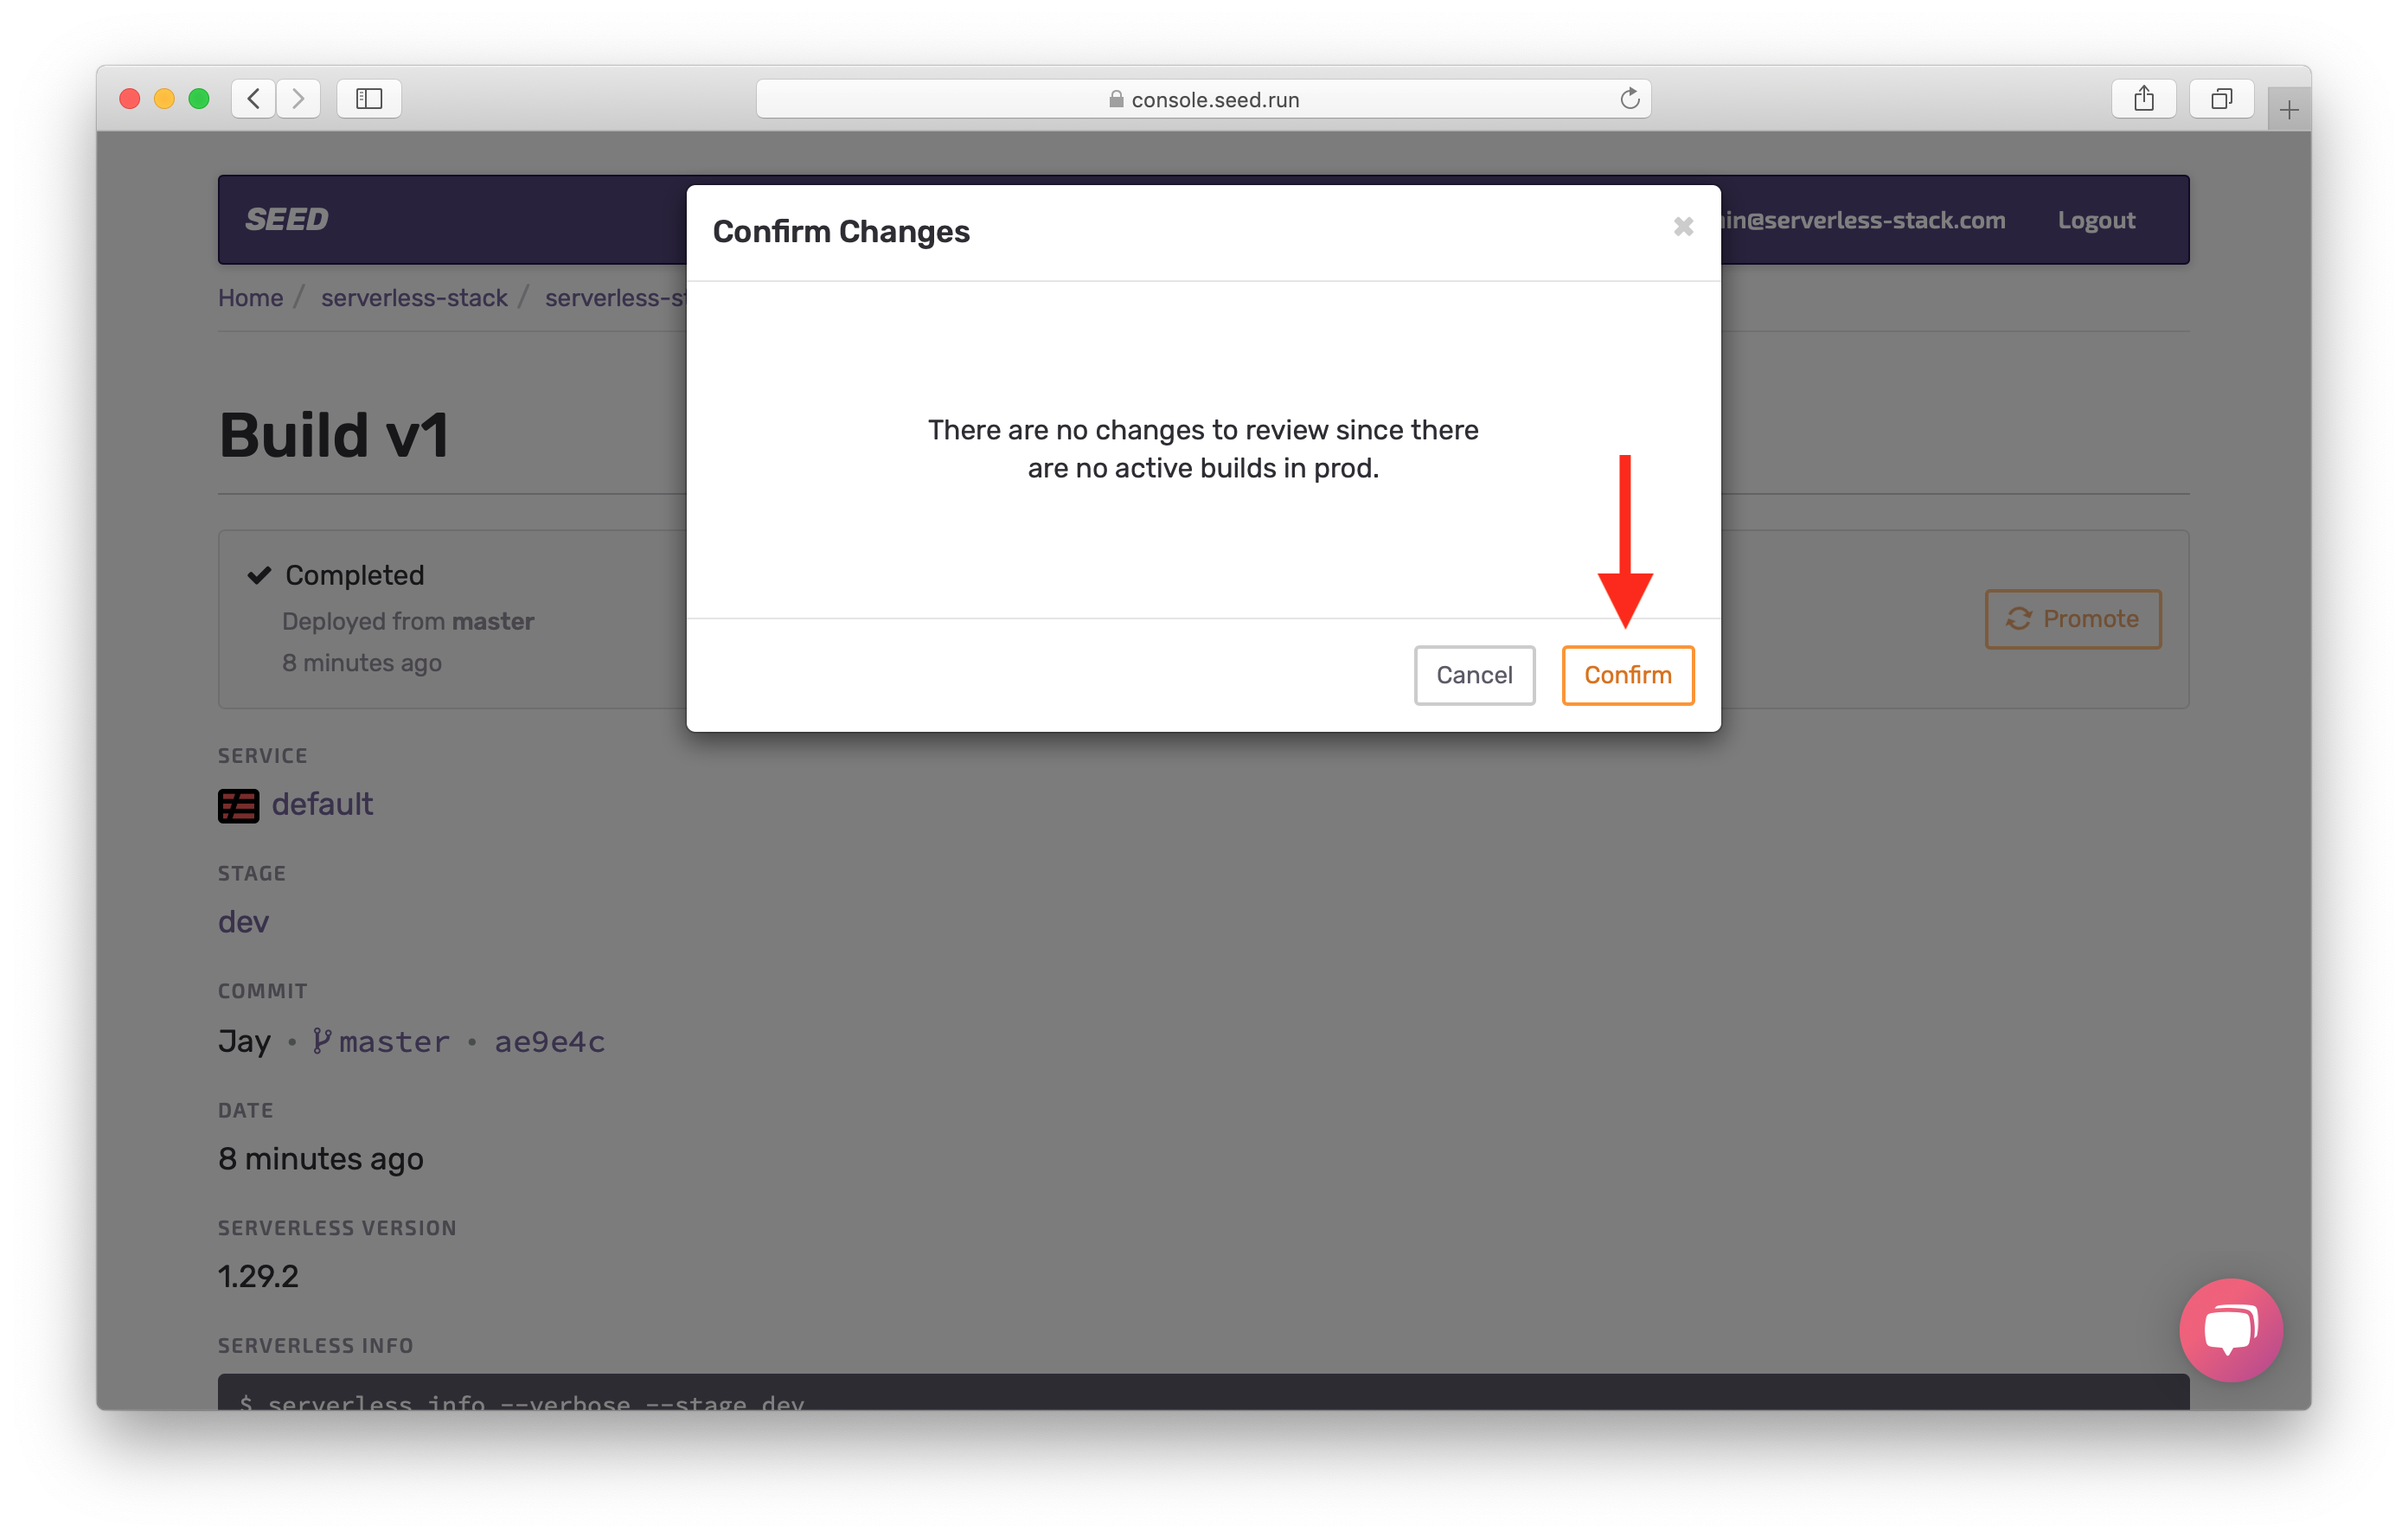 console.seed.run
SEED
in@serverless-stack.com
Logout
Home / serverless-stack / serverless-s
Confirm Changes
There are no changes to review since there
are no active builds in prod.
Cancel
Confirm
Build v1
Completed
Deployed from master
8 minutes ago
Promote
SERVICE
default
STAGE
dev
COMMIT
Jay • master • ae9e4c
DATE
8 minutes ago
SERVERLESS VERSION
1.29.2
SERVERLESS INFO
$ serverless info --verbose --stage dev